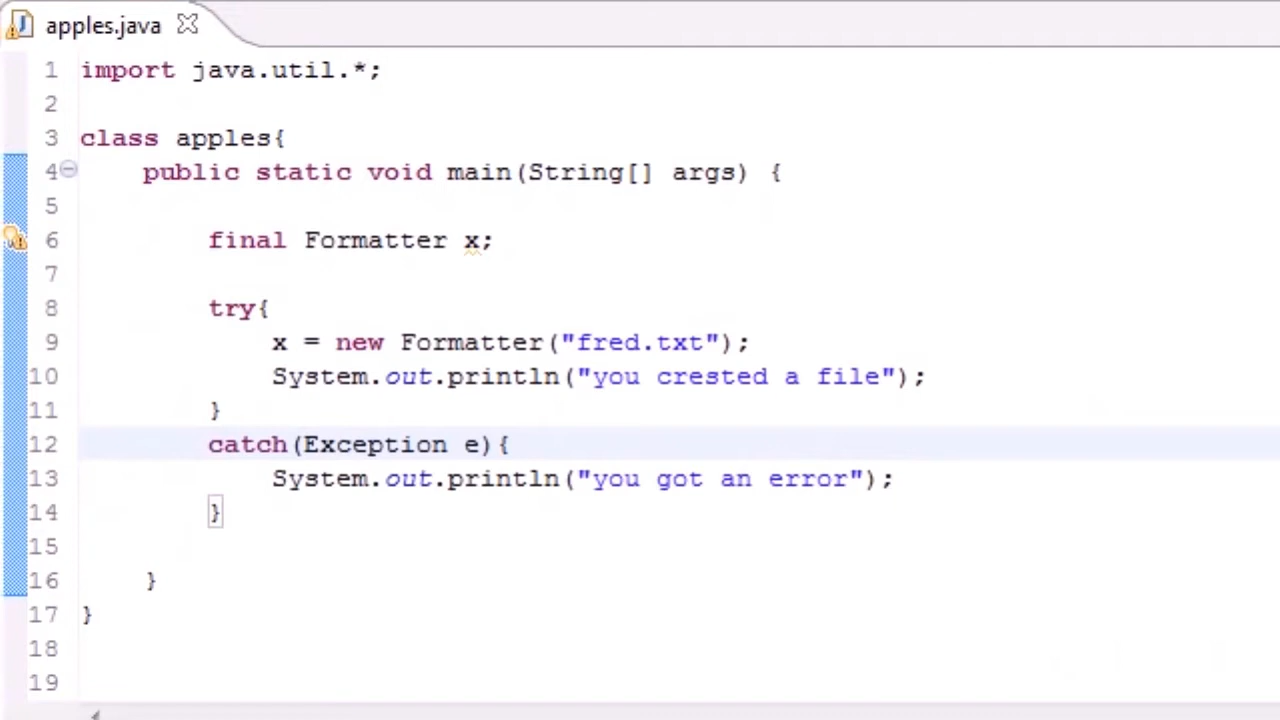 apples.java
1 import java.util.*;
2
3 class apples{
4 public static void main(String[] args) {
5
6 final Formatter x;
7
8 try{
9 x = new Formatter("fred.txt");
10 System.out.println("you crested a file");
11 }
12 catch(Exception e){
13 System.out.println("you got an error");
14 }
15
16 }
17 }
18
19